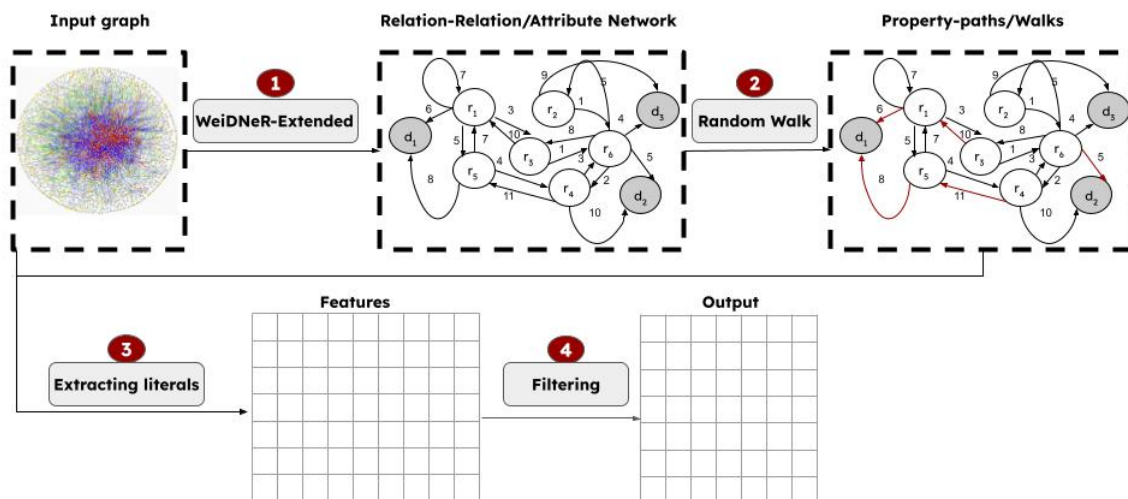 Input graph
Relation-Relation/Attribute Network
Property-paths/Walks
1
WeiDNeR-Extended
2
Random Walk
7
9
5
6
r1
3
r2
1
4
d3
d1
5
7
10
8
r3
1
r6
3
5
r5
4
r4
2
d2
8
11
10
7
9
5
6
r1
3
r2
1
4
d3
d1
5
7
10
8
r3
1
r6
3
5
r5
4
r4
2
d2
8
11
10
Features
Output
3
Extracting literals
4
Filtering